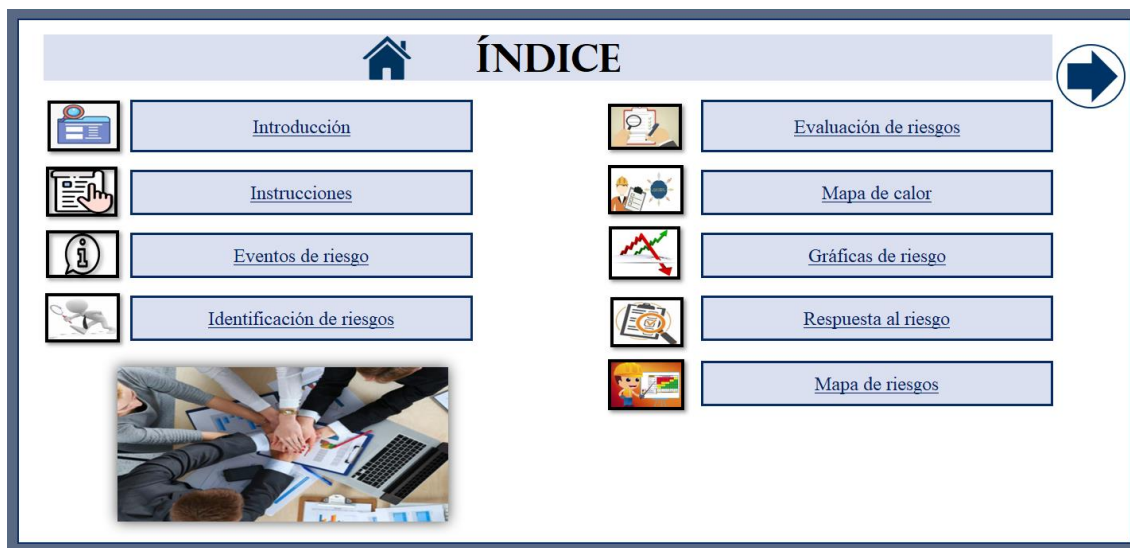 ÍNDICE
Introducción
Instrucciones
Eventos de riesgo
Identificación de riesgos
Evaluación de riesgos
Mapa de calor
Gráficas de riesgo
Respuesta al riesgo
Mapa de riesgos